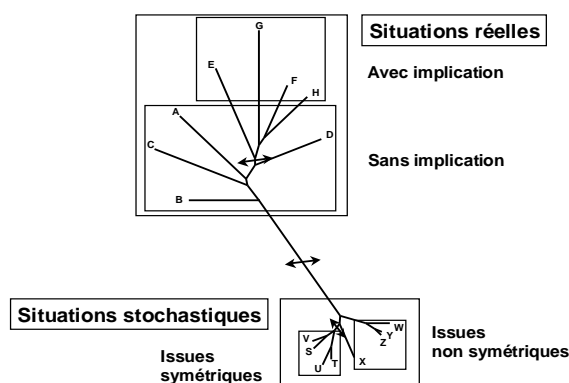 G
Situations réelles
E
F
H
Avec implication
A
C
D
Sans implication
B
Situations stochastiques
V
S
U
T
X
W
Y
Z
Issues
non symétriques
Issues
symétriques